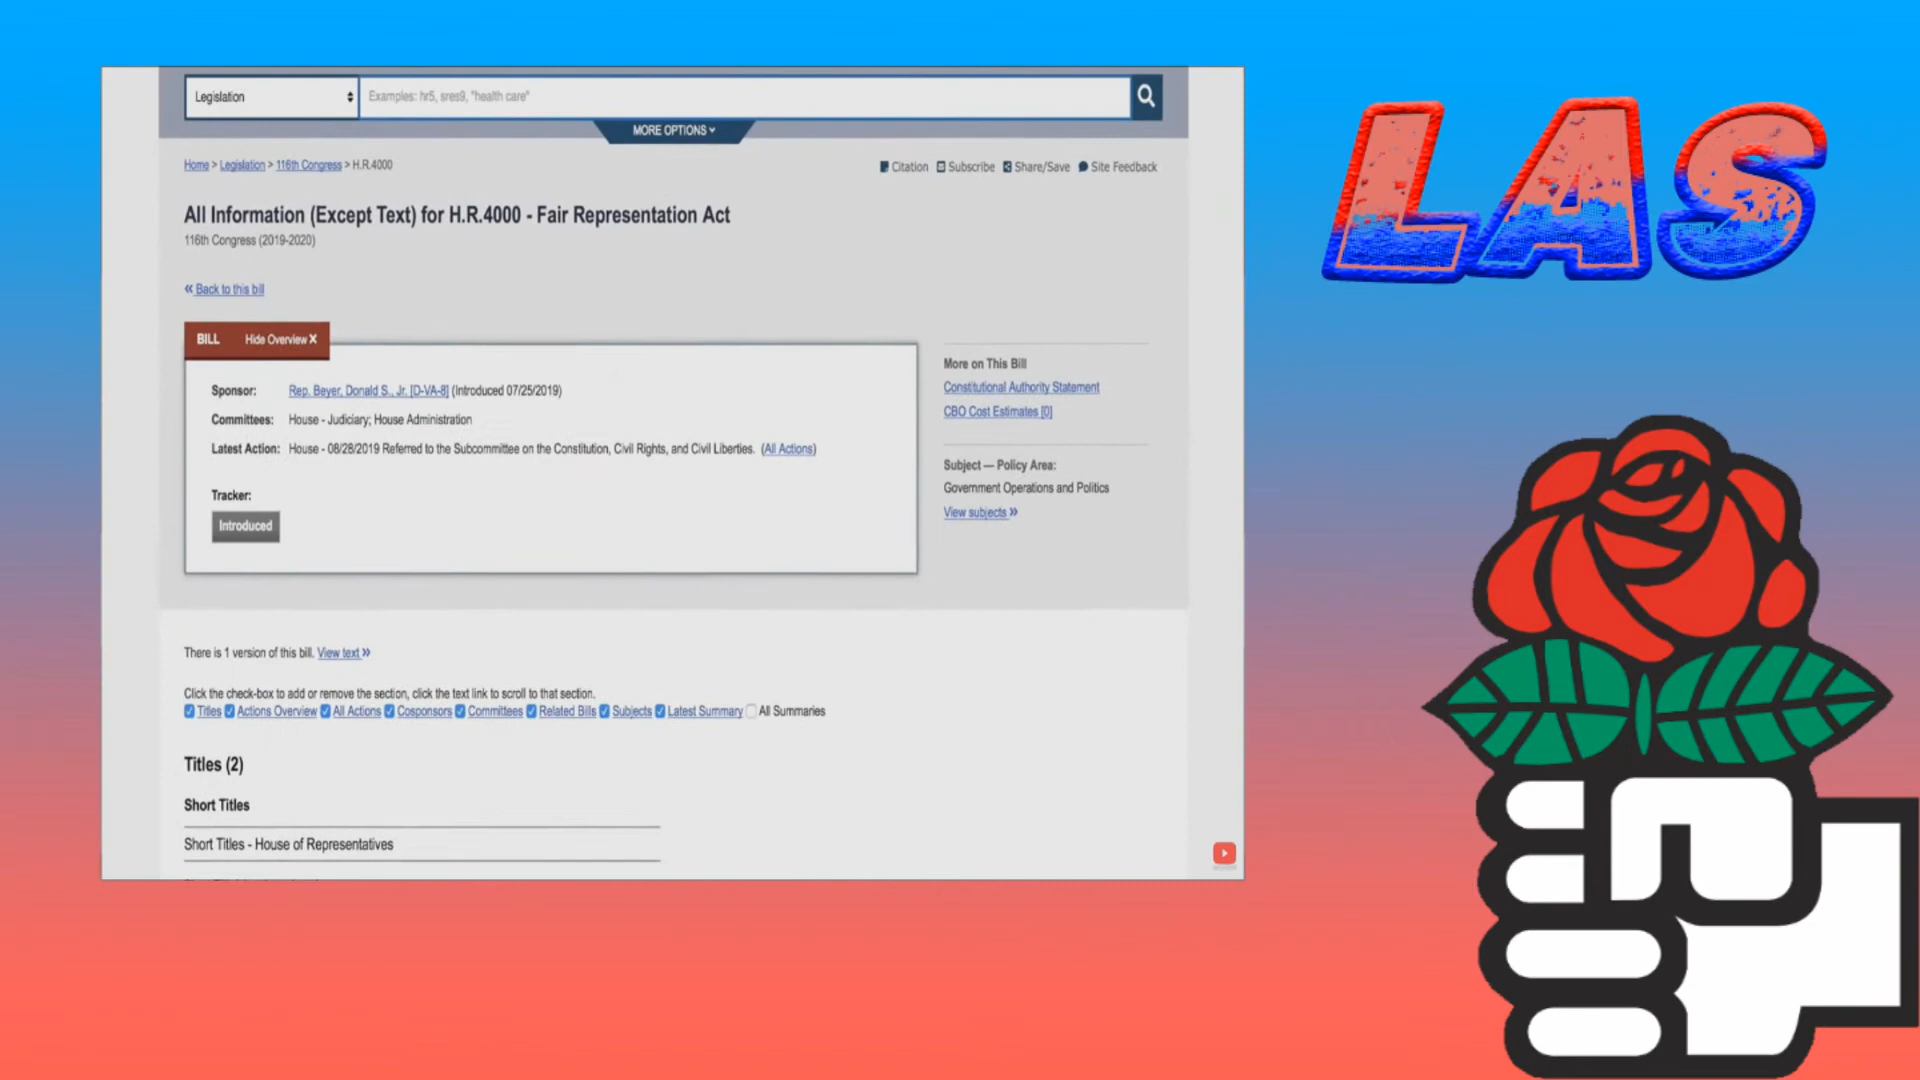 LAS
Legislation
Examples: hr5, sres9, "health care"
MORE OPTIONS
Home > Legislation > 116th Congress > H.R.4000
Citation Subscribe Share/Save Site Feedback
All Information (Except Text) for H.R.4000 - Fair Representation Act
116th Congress (2019-2020)
« Back to this bill
BILL Hide Overview ×
Sponsor: Rep. Beyer, Donald S., Jr. [D-VA-8] (Introduced 07/25/2019)
Committees: House - Judiciary; House Administration
Latest Action: House - 08/28/2019 Referred to the Subcommittee on the Constitution, Civil Rights, and Civil Liberties. (All Actions)
Tracker:
Introduced
More on This Bill
Constitutional Authority Statement
CBO Cost Estimates [0]
Subject — Policy Area:
Government Operations and Politics
View subjects »
There is 1 version of this bill. View text »
Click the check-box to add or remove the section, click the text link to scroll to that section.
Titles Actions Overview All Actions Cosponsors Committees Related Bills Subjects Latest Summary All Summaries
Titles (2)
Short Titles
Short Titles - House of Representatives